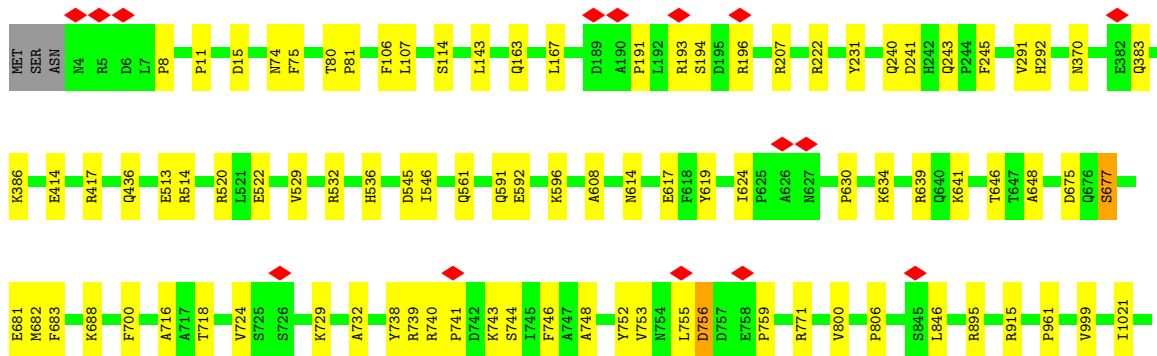 MET SER ASN N4 R5 D6 L7 P8 P11 D15 N74 F75 T80 P81 F106 L107 S114 L143 Q163 L167 D189 A190 P191 L192 R193 S194 D195 R196 R207 R222 Y231 Q240 D241 H242 Q243 P244 F245 V291 H292 N370 E382 Q383
K386 E414 R417 Q436 E513 R514 R520 L521 E522 V529 R532 H536 D545 I546 Q561 Q591 E592 K596 A608 N614 E617 F618 Y619 I624 P625 A626 N627 P630 K634 R639 Q640 K641 T646 T647 A648 D675 Q676 S677
E681 M682 F683 K688 F700 A716 A717 T718 V724 S725 S726 K729 A732 Y738 R739 R740 P741 D742 K743 S744 I745 F746 A747 A748 Y752 V753 N754 L755 D756 D757 E758 P759 R771 V800 P806 S845 L846 R895 R915 P961 V999 I1021